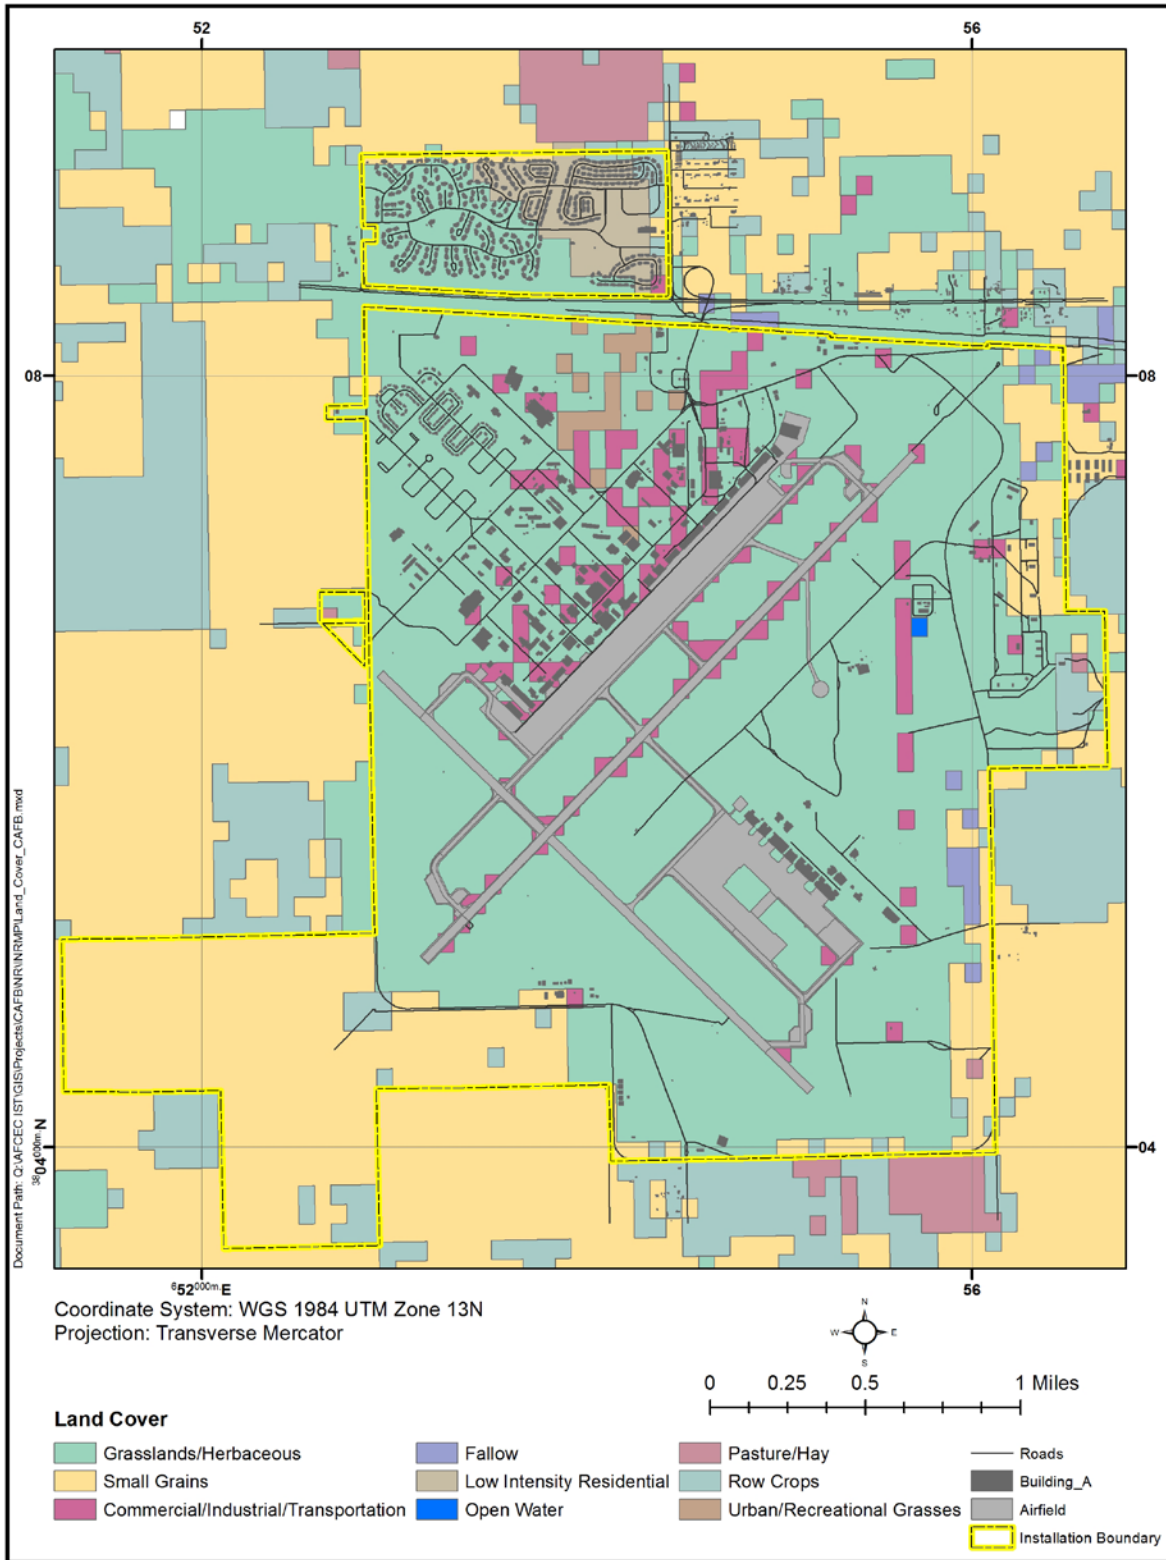 52 56
08 08
Document Path: Q:\AFCEC IST\GIS\Projects\CAFB\NR\INRMP\Land_Cover_CAFB.mxd
3804000m.N 04
652000m.E 56
Coordinate System: WGS 1984 UTM Zone 13N
Projection: Transverse Mercator
N
W E
S
0 0.25 0.5 1 Miles
Land Cover
Grasslands/Herbaceous Fallow Pasture/Hay Roads
Small Grains Low Intensity Residential Row Crops Building_A
Commercial/Industrial/Transportation Open Water Urban/Recreational Grasses Airfield
Installation Boundary